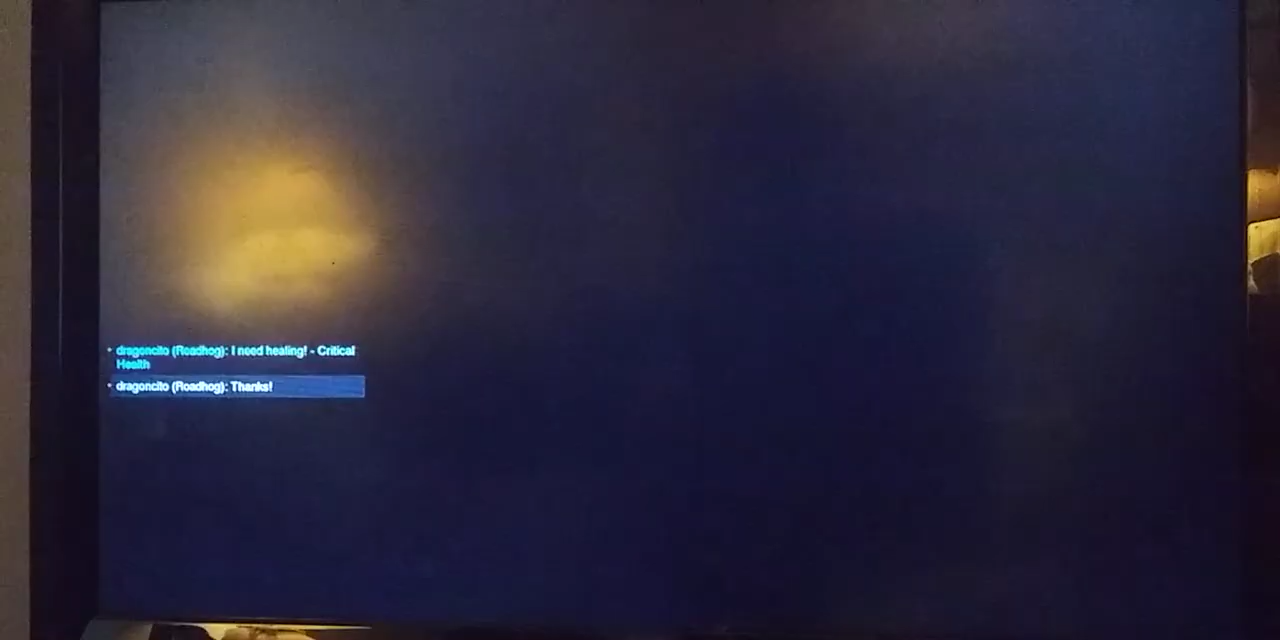 dragoncito (Roadhog): I need healing! - Critical
Health
dragoncito (Roadhog): Thanks!